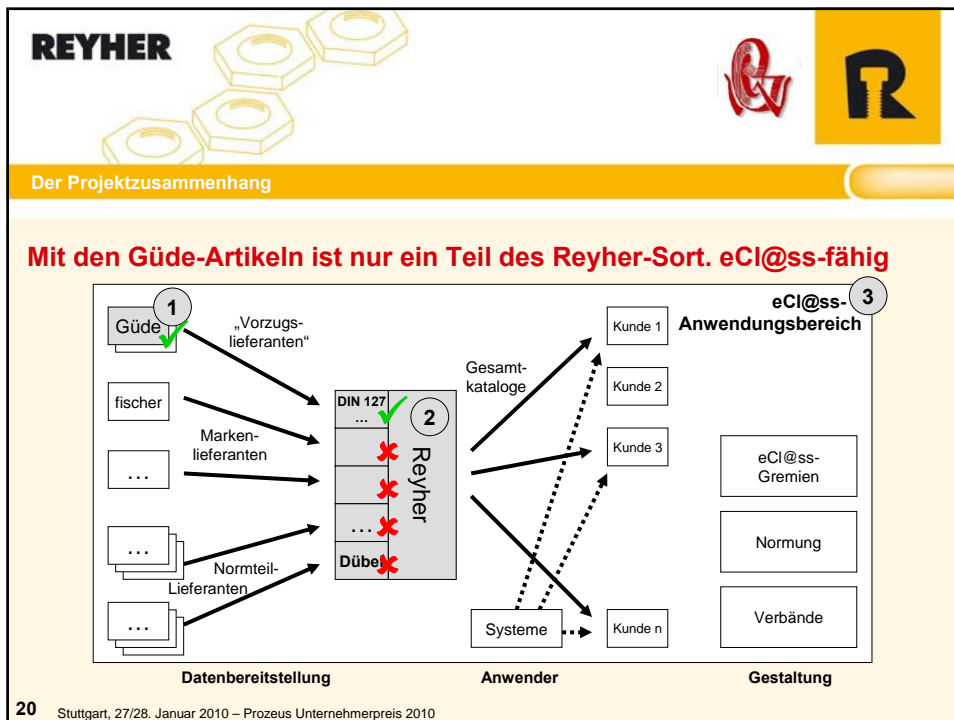 REYHER
R
Der Projektzusammenhang
Mit den Güde-Artikeln ist nur ein Teil des Reyher-Sort. eCl@ss-fähig
1
Güde
„Vorzugs-
lieferanten“
fischer
Marken-
lieferanten
...
...
Normteil-
Lieferanten
...
DIN 127
...
2
Reyher
...
Dübel
Gesamt-
kataloge
Systeme
Kunde 1
Kunde 2
Kunde 3
Kunde n
eCl@ss-
Anwendungsbereich
3
eCl@ss-
Gremien
Normung
Verbände
Datenbereitstellung
Anwender
Gestaltung
20 Stuttgart, 27/28. Januar 2010 – Prozeus Unternehmerpreis 2010